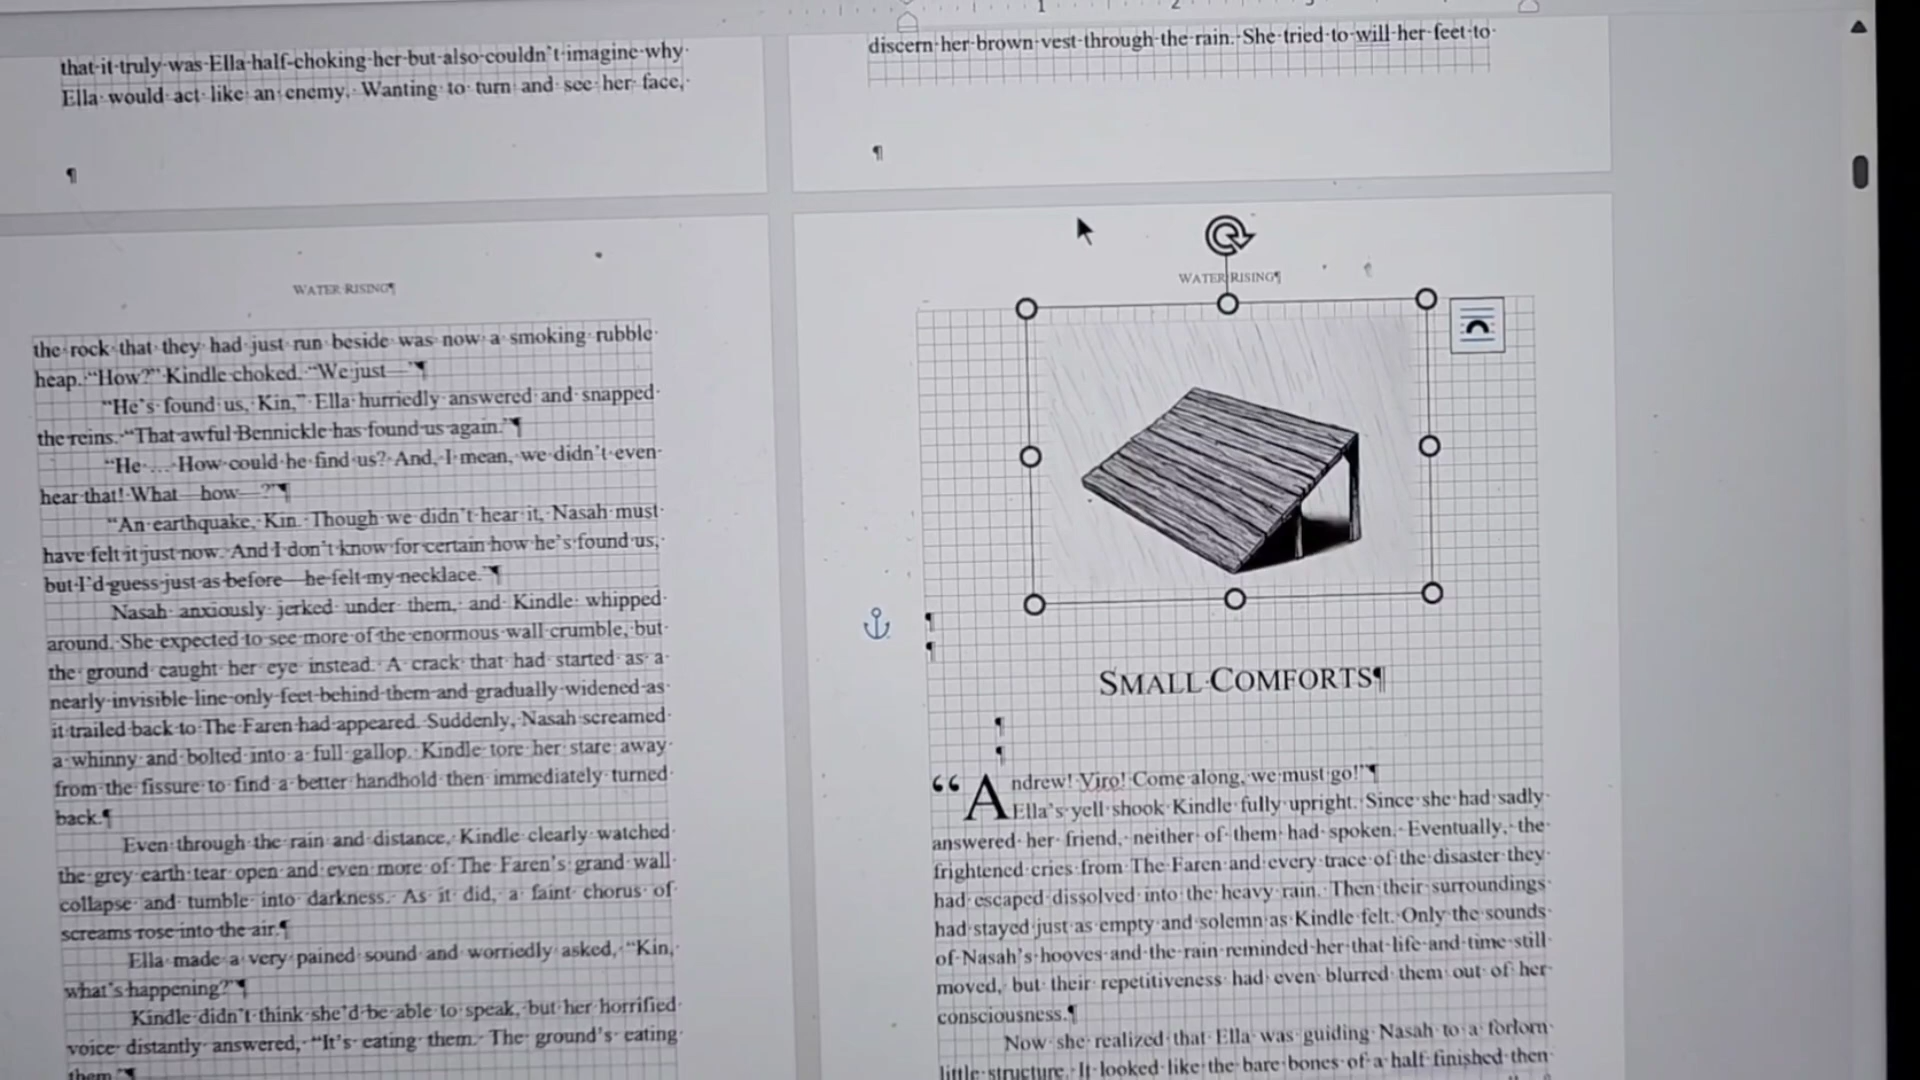 1 2
that it truly was Ella half-choking her but also couldn't imagine why
Ella would act like an enemy. Wanting to turn and see her face,
¶
discern her brown vest through the rain. She tried to will her feet to
¶
WATER RISING¶
the rock that they had just run beside was now a smoking rubble
heap. "How?" Kindle choked. "We just—"¶
"He's found us, Kin," Ella hurriedly answered and snapped
the reins. "That awful Bennickle has found us again."¶
"He … How could he find us? And, I mean, we didn't even
hear that! What—how—?"¶
"An earthquake, Kin. Though we didn't hear it, Nasah must
have felt it just now. And I don't know for certain how he's found us,
but I'd guess just as before—he felt my necklace."¶
Nasah anxiously jerked under them, and Kindle whipped
around. She expected to see more of the enormous wall crumble, but
the ground caught her eye instead. A crack that had started as a
nearly invisible line only feet behind them and gradually widened as
it trailed back to The Faren had appeared. Suddenly, Nasah screamed
a whinny and bolted into a full gallop. Kindle tore her stare away
from the fissure to find a better handhold then immediately turned
back.¶
Even through the rain and distance, Kindle clearly watched
the grey earth tear open and even more of The Faren's grand wall
collapse and tumble into darkness. As it did, a faint chorus of
screams rose into the air.¶
Ella made a very pained sound and worriedly asked, "Kin,
what's happening?"¶
Kindle didn't think she'd be able to speak, but her horrified
voice distantly answered, "It's eating them. The ground's eating
them."¶
WATER RISING¶
¶
¶
¶
SMALL COMFORTS¶
¶
¶
"Andrew! Viro! Come along, we must go!"¶
Ella's yell shook Kindle fully upright. Since she had sadly
answered her friend, neither of them had spoken. Eventually, the
frightened cries from The Faren and every trace of the disaster they
had escaped dissolved into the heavy rain. Then their surroundings
had stayed just as empty and solemn as Kindle felt. Only the sounds
of Nasah's hooves and the rain reminded her that life and time still
moved, but their repetitiveness had even blurred them out of her
consciousness.¶
Now she realized that Ella was guiding Nasah to a forlorn
little structure. It looked like the bare bones of a half finished then